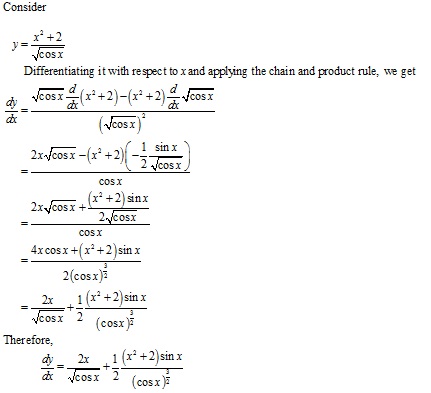 Consider
y = \frac{x^2+2}{\sqrt{\cos x}}
Differentiating it with respect to x and applying the chain and product rule, we get
\frac{dy}{dx} = \frac{\sqrt{\cos x}\frac{d}{dx}(x^2+2)-(x^2+2)\frac{d}{dx}\sqrt{\cos x}}{(\sqrt{\cos x})^2}
= \frac{2x\sqrt{\cos x}-(x^2+2)\left(-\frac{1}{2}\frac{\sin x}{\sqrt{\cos x}}\right)}{\cos x}
= \frac{2x\sqrt{\cos x}+\frac{(x^2+2)\sin x}{2\sqrt{\cos x}}}{\cos x}
= \frac{4x\cos x+(x^2+2)\sin x}{2(\cos x)^{\frac{3}{2}}}
= \frac{2x}{\sqrt{\cos x}}+\frac{1}{2}\frac{(x^2+2)\sin x}{(\cos x)^{\frac{3}{2}}}
Therefore,
\frac{dy}{dx} = \frac{2x}{\sqrt{\cos x}}+\frac{1}{2}\frac{(x^2+2)\sin x}{(\cos x)^{\frac{3}{2}}}